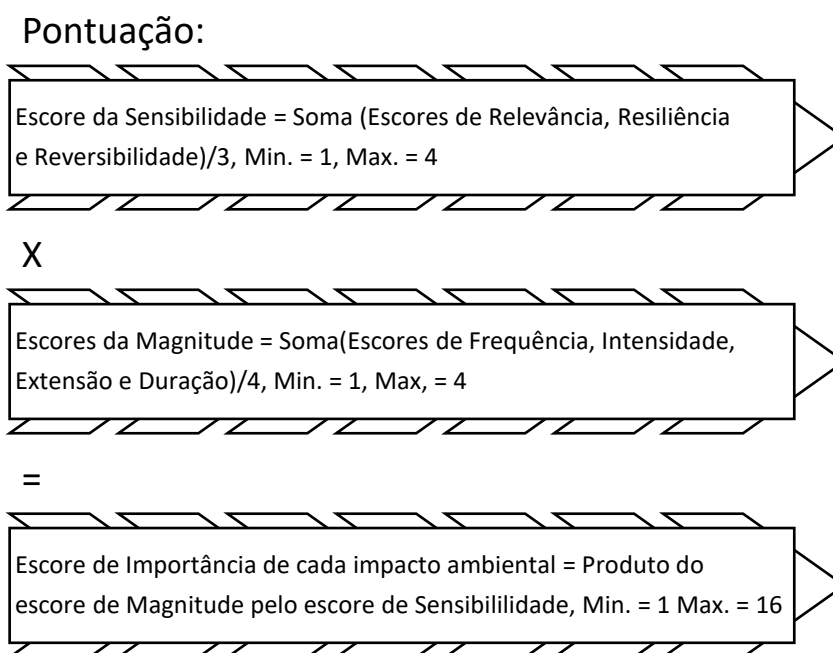 Pontuação:
Escore da Sensibilidade = Soma (Escores de Relevância, Resiliência
e Reversibilidade)/3, Min. = 1, Max. = 4
X
Escores da Magnitude = Soma(Escores de Frequência, Intensidade,
Extensão e Duração)/4, Min. = 1, Max, = 4
=
Escore de Importância de cada impacto ambiental = Produto do
escore de Magnitude pelo escore de Sensibililidade, Min. = 1 Max. = 16